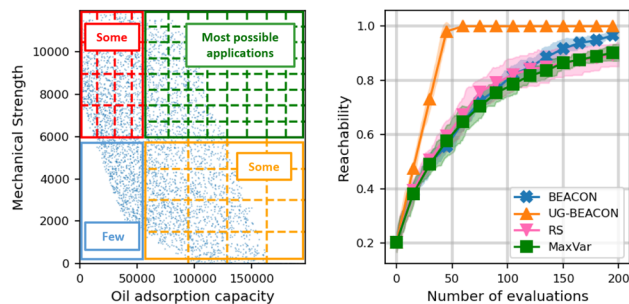 Some
Most possible
applications
Some
Few
12000
10000
8000
6000
4000
2000
0
0
50000
100000
150000
Mechanical Strength
Oil adsorption capacity
1.0
0.8
0.6
0.4
0.2
0
50
100
150
200
Reachability
Number of evaluations
BEACON
UG-BEACON
RS
MaxVar